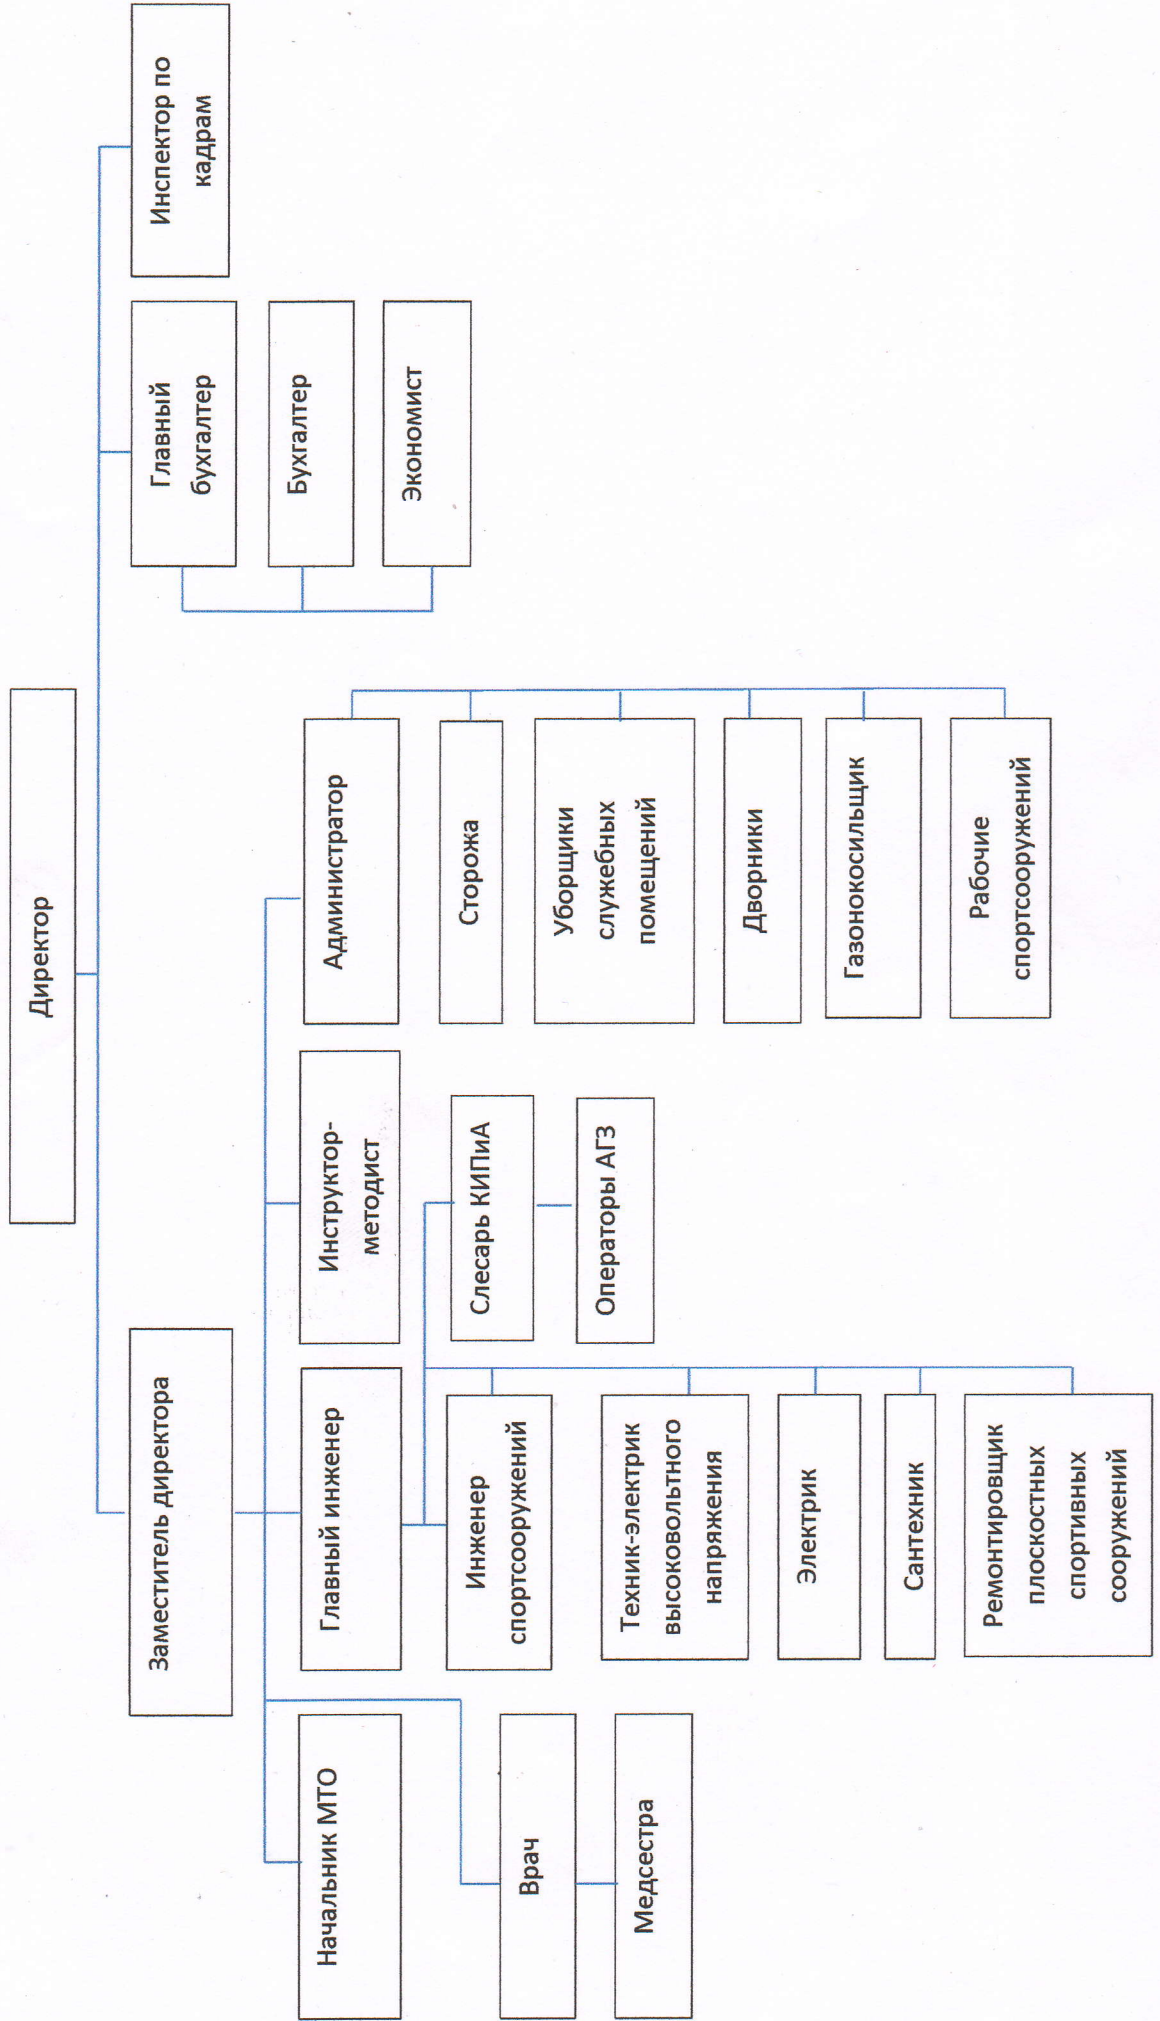 Директор
Заместитель директора
Главный
бухгалтер
Инспектор по
кадрам
Бухгалтер
Экономист
Начальник МТО
Главный инженер
Инструктор-
методист
Администратор
Врач
Медсестра
Инженер
спортсооружений
Техник-электрик
высоковольтного
напряжения
Электрик
Сантехник
Ремонтировщик
плоскостных
спортивных
сооружений
Слесарь КИПиА
Операторы АГЗ
Сторожа
Уборщики
служебных
помещений
Дворники
Газонокосильщик
Рабочие
спортсооружений